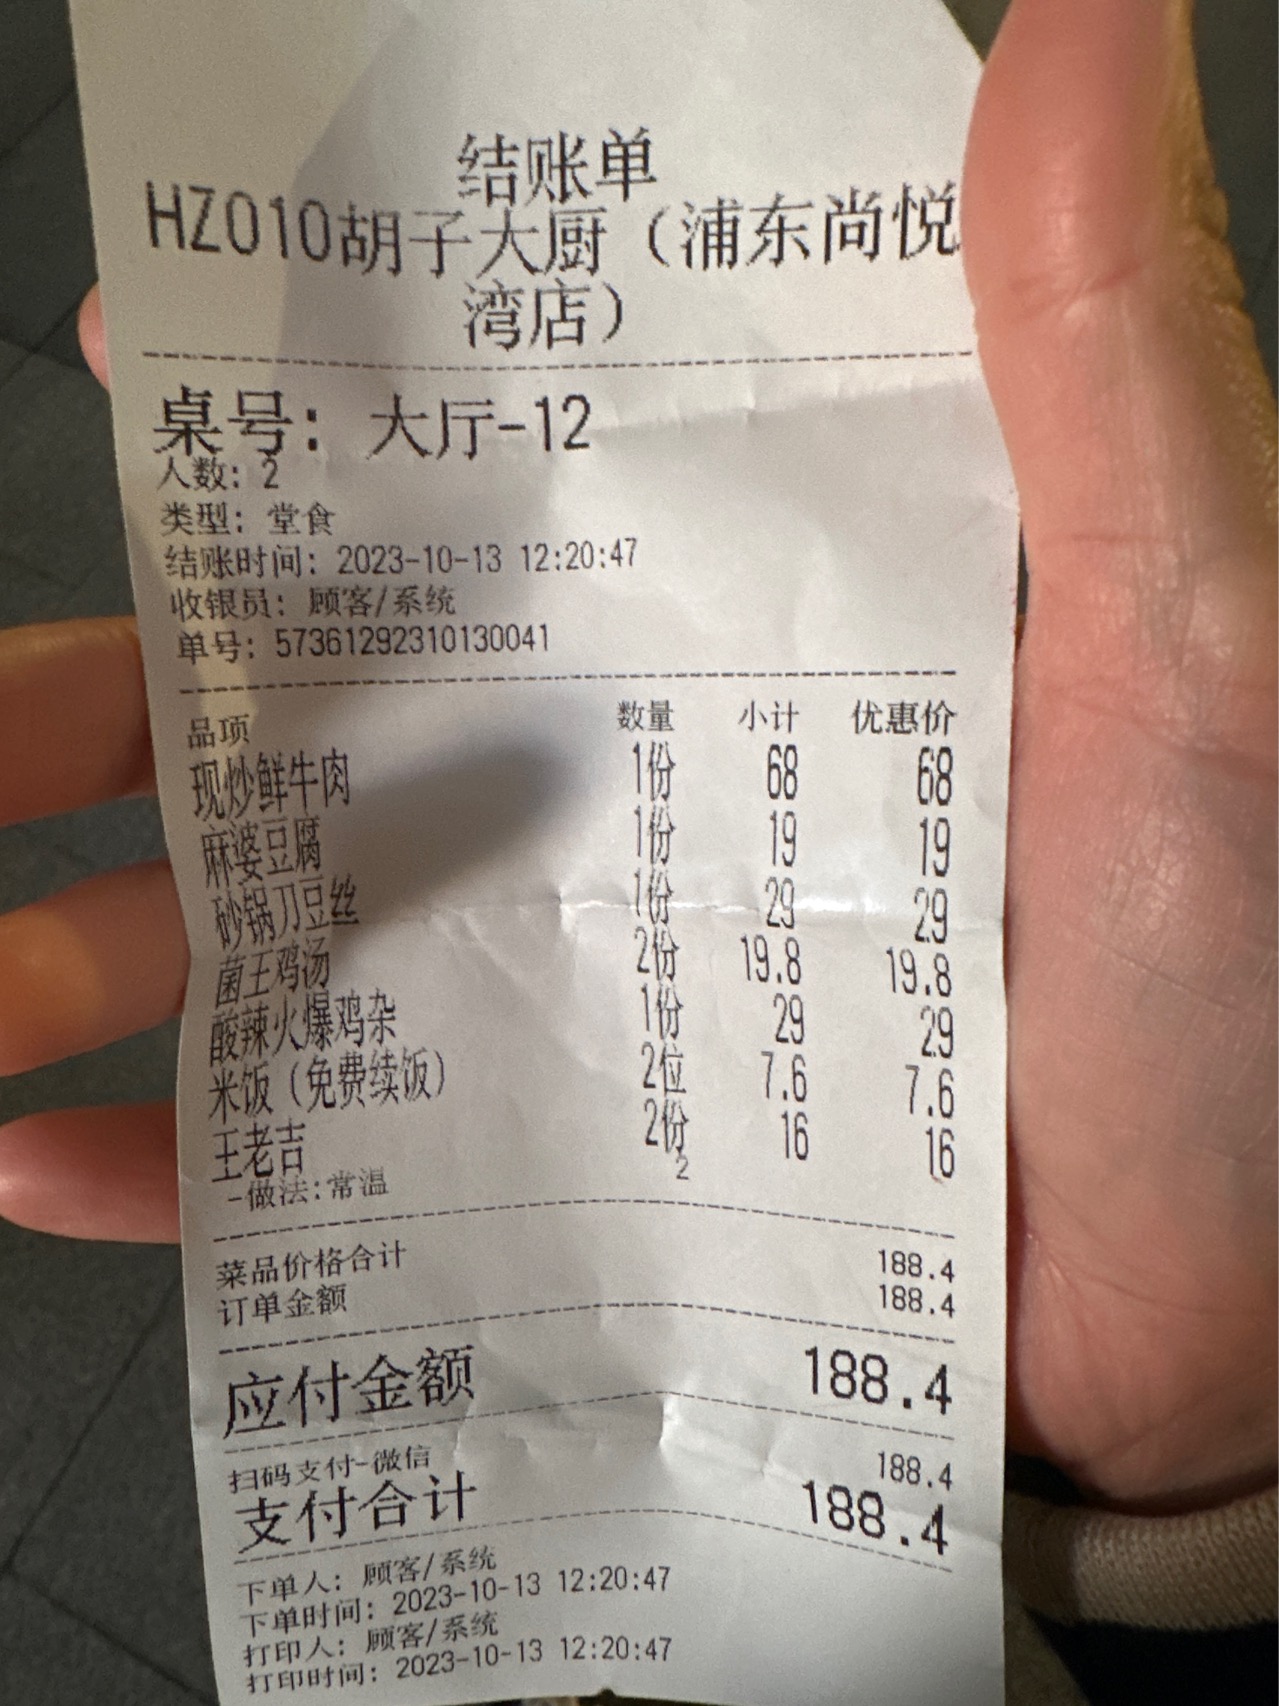 结账单
HZ010胡子大厨（浦东尚悦
湾店）
桌号: 大厅-12
人数: 2
类型: 堂食
结账时间: 2023-10-13 12:20:47
收银员: 顾客/系统
单号: 57361292310130041
品项 数量 小计 优惠价
现炒鲜牛肉 1份 68 68
麻婆豆腐 1份 19 19
砂锅刀豆丝 1份 29 29
菌王鸡汤 2份 19.8 19.8
酸辣火爆鸡杂 1份 29 29
米饭（免费续饭） 2位 7.6 7.6
王老吉 2份 16 16
-做法:常温 2
菜品价格合计 188.4
订单金额 188.4
应付金额 188.4
扫码支付-微信 188.4
支付合计 188.4
下单人: 顾客/系统
下单时间: 2023-10-13 12:20:47
打印人: 顾客/系统
打印时间: 2023-10-13 12:20:47